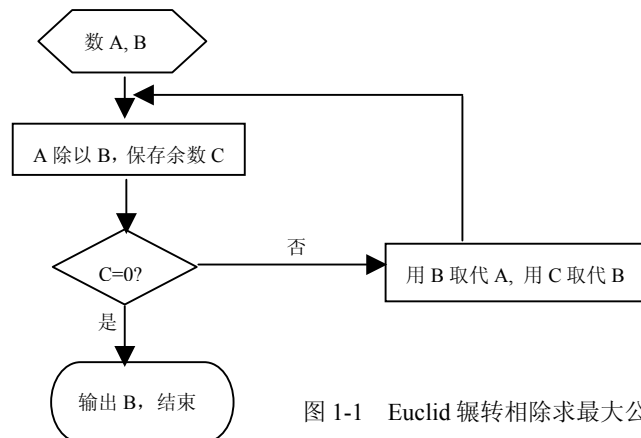 数 A, B
A 除以 B，保存余数 C
C=0?
否
用 B 取代 A, 用 C 取代 B
是
输出 B，结束
图 1-1 Euclid 辗转相除求最大公